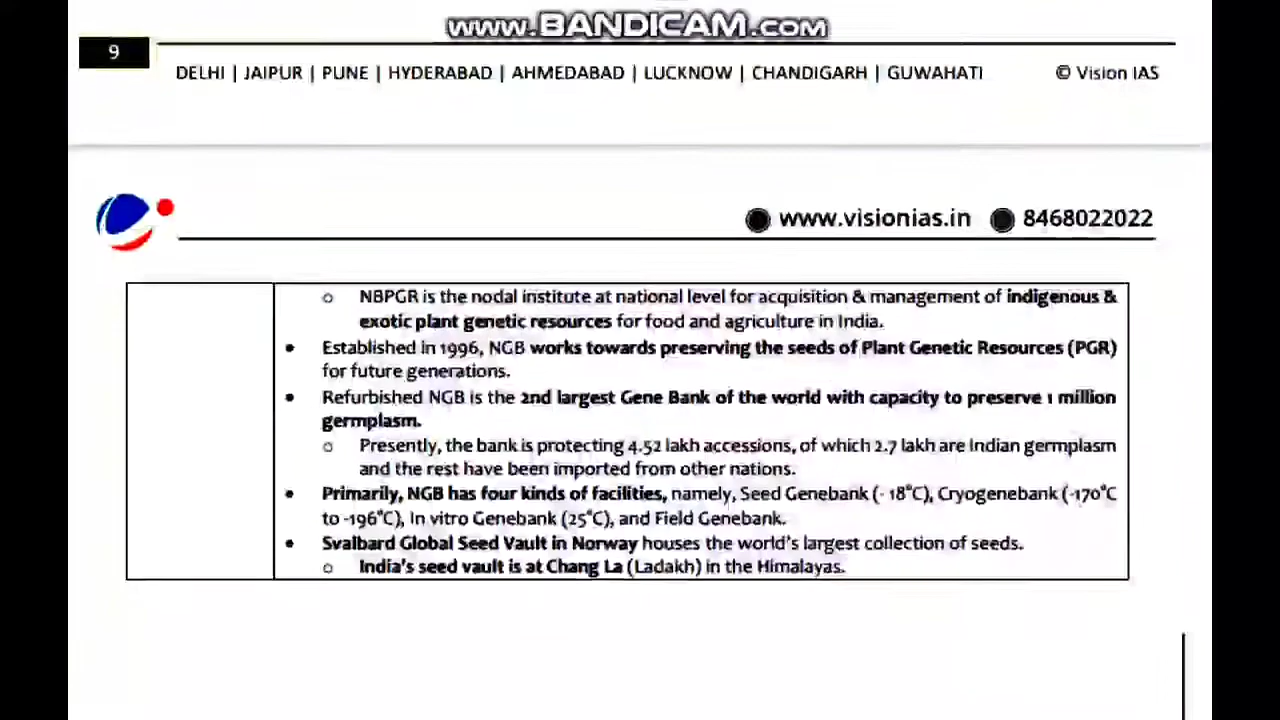 www.BANDICAM.com
9
DELHI | JAIPUR | PUNE | HYDERABAD | AHMEDABAD | LUCKNOW | CHANDIGARH | GUWAHATI © Vision IAS
www.visionias.in 8468022022
o NBPGR is the nodal institute at national level for acquisition & management of indigenous &
exotic plant genetic resources for food and agriculture in India.
• Established in 1996, NGB works towards preserving the seeds of Plant Genetic Resources (PGR)
for future generations.
• Refurbished NGB is the 2nd largest Gene Bank of the world with capacity to preserve 1 million
germplasm.
o Presently, the bank is protecting 4.52 lakh accessions, of which 2.7 lakh are Indian germplasm
and the rest have been imported from other nations.
• Primarily, NGB has four kinds of facilities, namely, Seed Genebank (- 18°C), Cryogenebank (-170°C
to -196°C), In vitro Genebank (25°C), and Field Genebank.
• Svalbard Global Seed Vault in Norway houses the world's largest collection of seeds.
o India's seed vault is at Chang La (Ladakh) in the Himalayas.